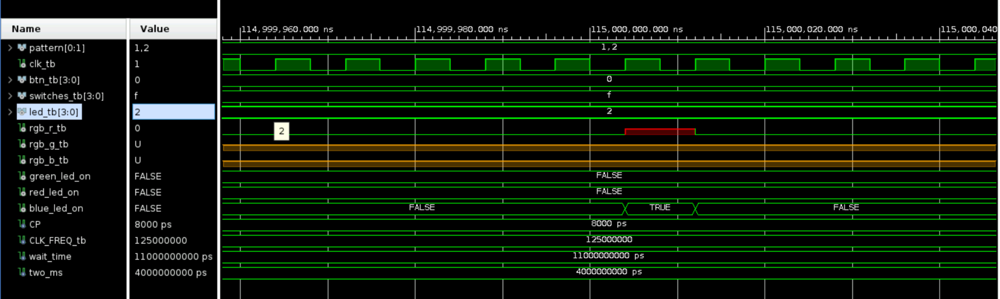 Name Value 114,999,960.000 ns 114,999,980.000 ns 115,000,000.000 ns 115,000,020.000 ns 115,000,040
pattern[0:1] 1,2 1,2
clk_tb 1
btn_tb[3:0] 0 0
switches_tb[3:0] f f
led_tb[3:0] 2 2
rgb_r_tb 0 2
rgb_g_tb U
rgb_b_tb U
green_led_on FALSE FALSE
red_led_on FALSE FALSE
blue_led_on FALSE FALSE TRUE FALSE
CP 8000 ps 8000 ps
CLK_FREQ_tb 125000000 125000000
wait_time 11000000000 ps 11000000000 ps
two_ms 4000000000 ps 4000000000 ps